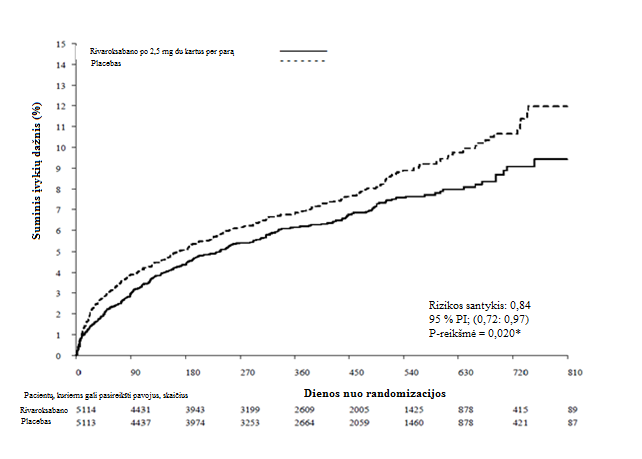 15
Rivaroksabano po 2,5 mg du kartus per parą
14
Placebas
13
12
11
10
9
8
7
6
5
4
3
2
1
0
Suminis įvykių dažnis (%)
Rizikos santykis: 0,84
95 % PI; (0,72: 0,97)
P-reikšmė = 0,020*
0 90 180 270 360 450 540 630 720 810
Pacientų, kuriems gali pasireikšti pavojus, skaičius
Dienos nuo randomizacijos
Rivaroksabano 5114 4431 3943 3199 2609 2005 1425 878 415 89
Placebas 5113 4437 3974 3253 2664 2059 1460 878 421 87